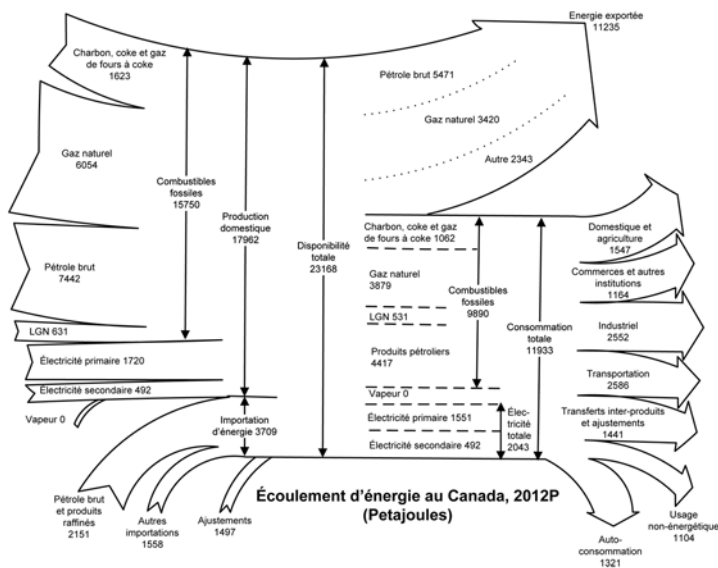 Energie exportée
11235
Charbon, coke et gaz
de fours à coke
1623
Pétrole brut 5471
Gaz naturel 3420
Autre 2343
Gaz naturel
6054
Combustibles
fossiles
15750
Production
domestique
17962
Disponibilité
totale
23168
Charbon, coke et gaz
de fours à coke 1062
Gaz naturel
3879
LGN 531
Produits pétroliers
4417
Vapeur 0
Électricité primaire 1551
Électricité secondaire 492
Combustibles
fossiles
9890
Élec-
tricité
totale
2043
Consommation
totale
11933
Domestique et
agriculture
1547
Commerces et autres
institutions
1164
Industriel
2552
Transportation
2586
Transferts inter-produits
et ajustements
1441
Usage
non-énergétique
1104
Auto-
consommation
1321
Pétrole brut
7442
LGN 631
Électricité primaire 1720
Électricité secondaire 492
Vapeur 0
Importation
d'énergie 3709
Pétrole brut
et produits
raffinés
2151
Autres
importations
1558
Ajustements
1497
Écoulement d'énergie au Canada, 2012P
(Petajoules)